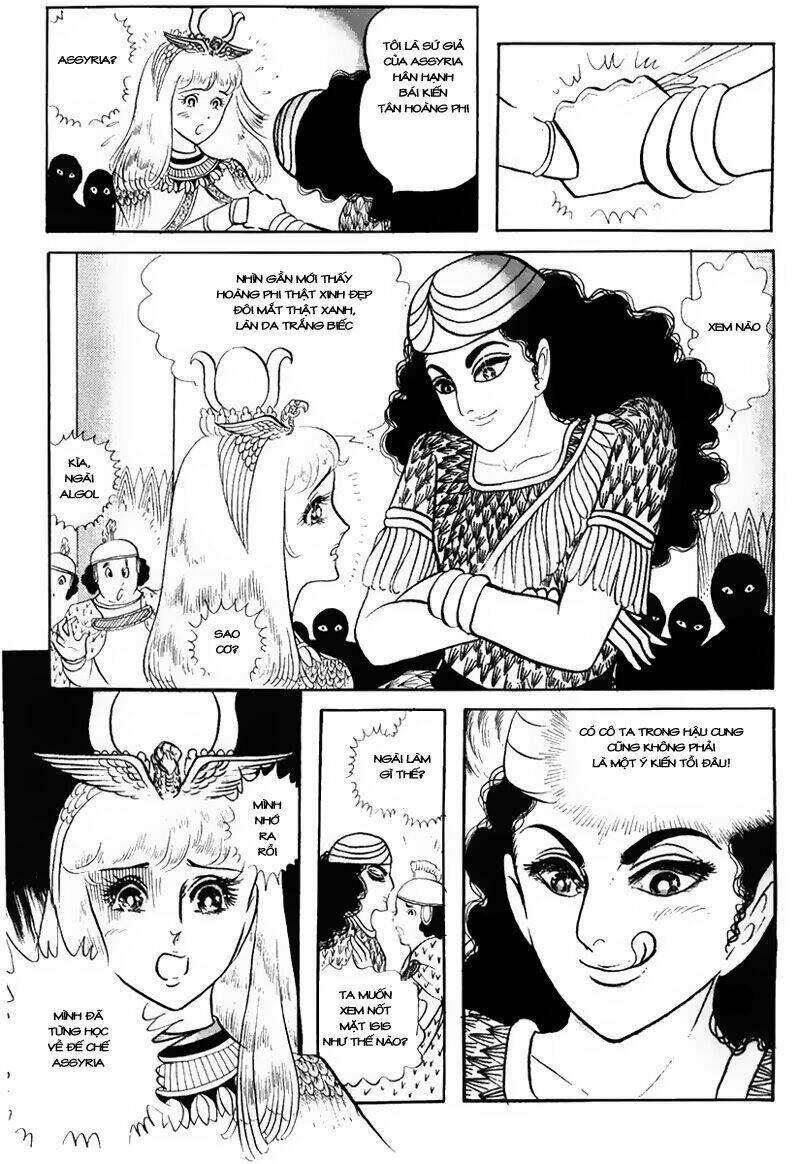 ASSYRIA?
TÔI LÀ SỨ GIẢ
CỦA ASSYRIA
HÂN HẠNH
BÁI KIẾN
TÂN HOÀNG PHI
NHÌN GẦN MỚI THẤY
HOÀNG PHI THẬT XINH ĐẸP
ĐÔI MẮT THẬT XANH,
LÀN DA TRẮNG BIẾC
XEM NÀO
KÌA,
NGÀI
ALGOL
SAO
CƠ?
MÌNH
NHỚ
RA
RỒI
MÌNH ĐÃ
TỪNG HỌC
VỀ ĐẾ CHẾ
ASSYRIA
NGÀI LÀM
GÌ THẾ?
TA MUỐN
XEM NỐT
MẶT ISIS
NHƯ THẾ NÀO?
CÓ CÔ TA TRONG HẬU CUNG
CŨNG KHÔNG PHẢI
LÀ MỘT Ý KIẾN TỒI ĐÂU!